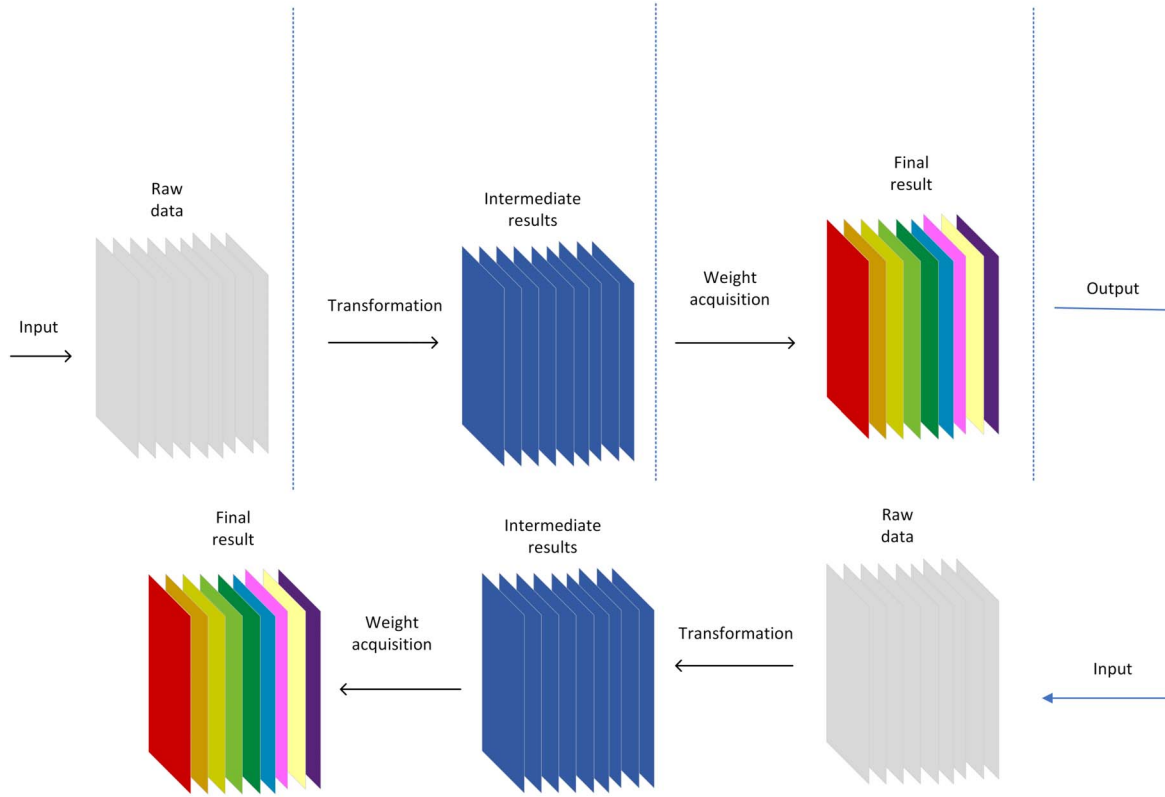 Raw
data
Input
Transformation
Intermediate
results
Weight
acquisition
Final
result
Output
Input
Raw
data
Transformation
Intermediate
results
Weight
acquisition
Final
result